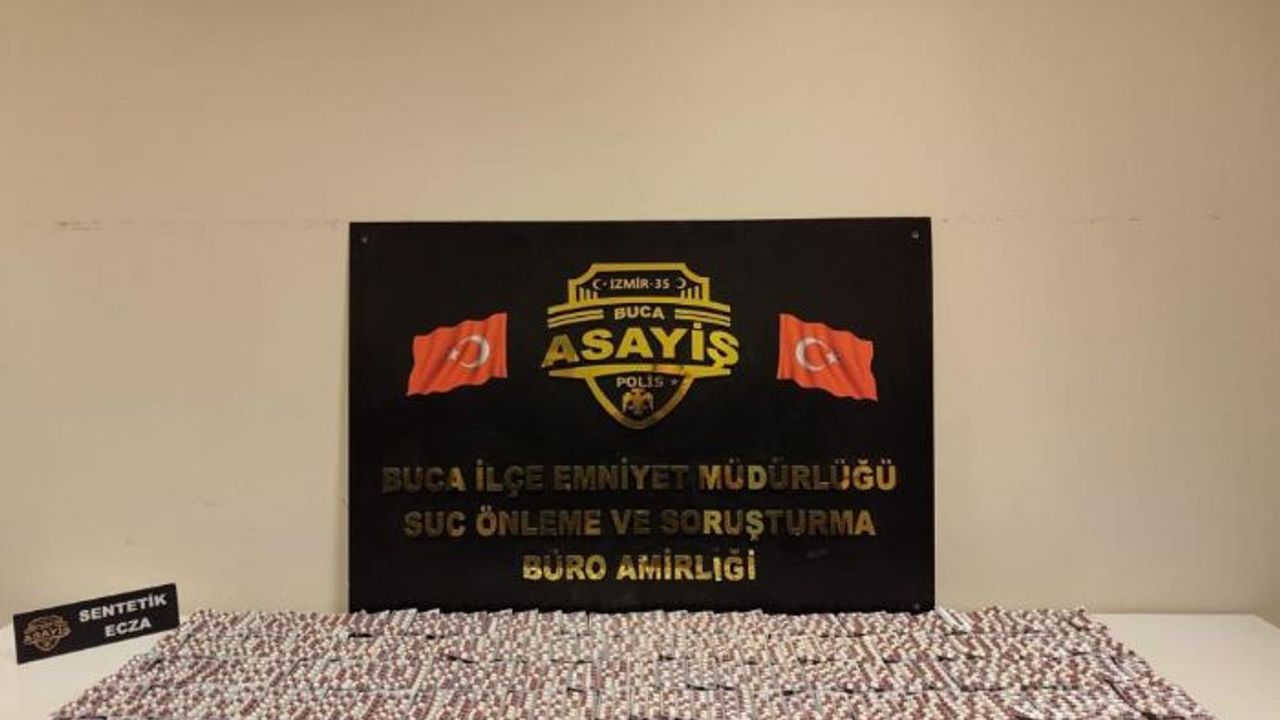 İZMİR-35
BUCA
ASAYİŞ
POLİS
BUCA İLÇE EMNİYET MÜDÜRLÜĞÜ
SUÇ ÖNLEME VE SORUŞTURMA
BÜRO AMİRLİĞİ
SENTETİK
ECZA
ASAYİŞ